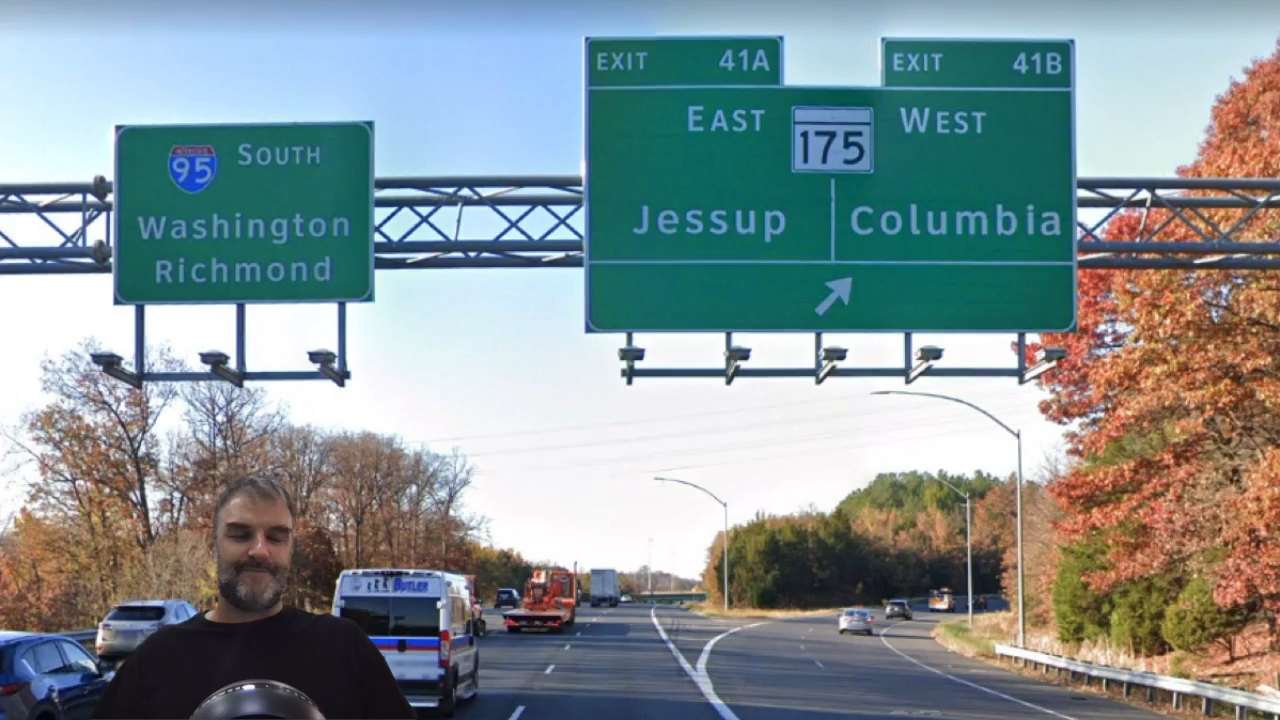 INTERSTATE
95
SOUTH
Washington
Richmond
EXIT 41A
EXIT 41B
EAST
175
WEST
Jessup
Columbia
BUTLER